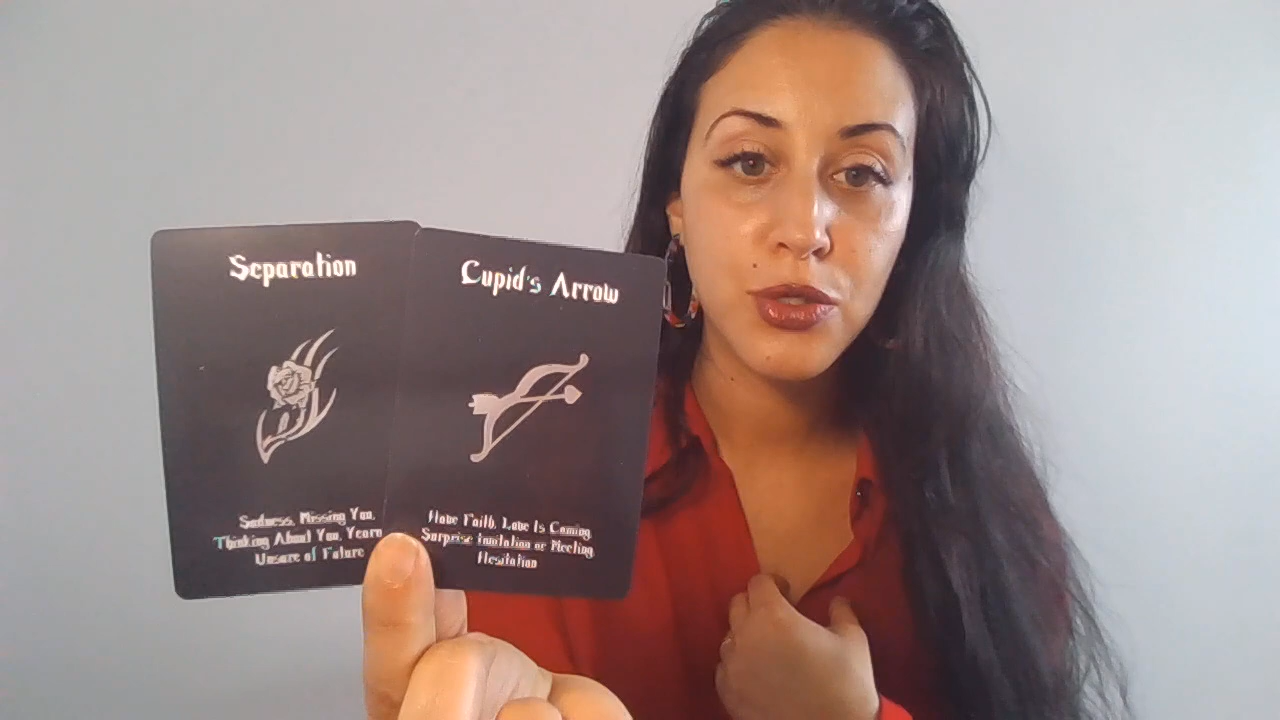 Separation
Sadness, Missing You,
Thinking About You, Yearn
Unsure of Future
Cupid's Arrow
Have Faith, Love Is Coming,
Surprise Invitation or Meeting,
Hesitation